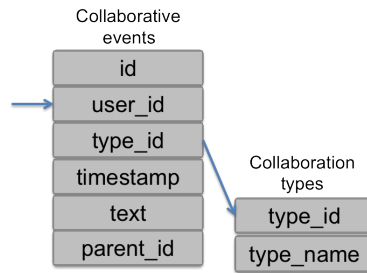 Collaborative
events
id
user_id
type_id
timestamp
text
parent_id
Collaboration
types
type_id
type_name